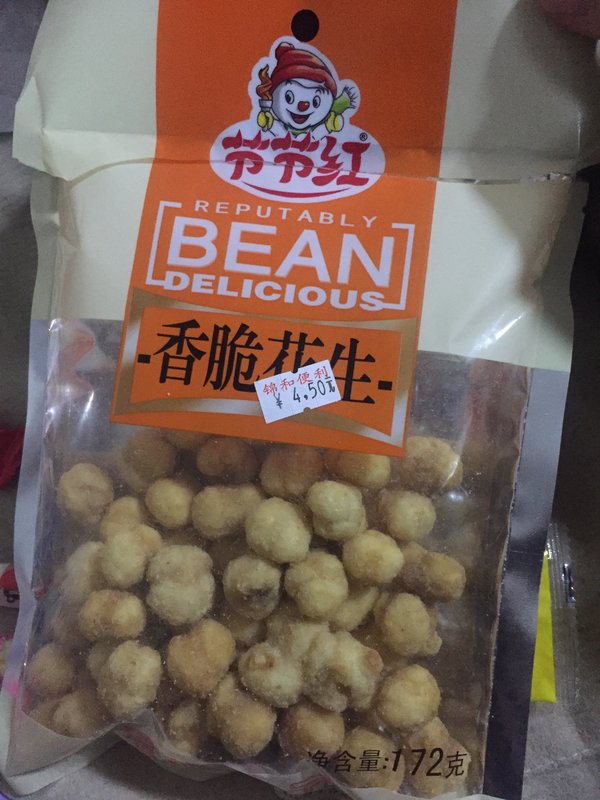 节节红®
REPUTABLY
BEAN
DELICIOUS
-香脆花生-
锦和便利
¥ 4.50元
净含量:172克